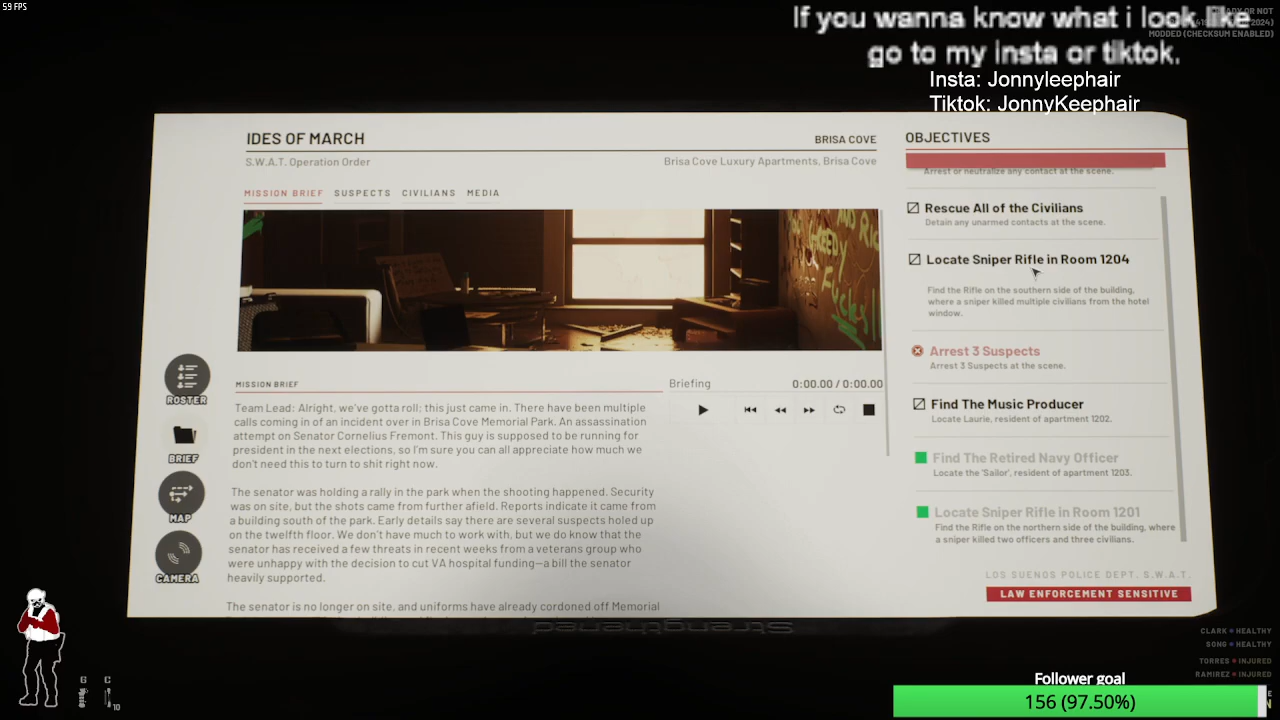 59 FPS
If you wanna know what i look like
go to my insta or tiktok.
MODDED (CHECKSUM ENABLED)
Insta: Jonnyleephair
Tiktok: JonnyKeephair
IDES OF MARCH
BRISA COVE
S.W.A.T. Operation Order
Brisa Cove Luxury Apartments, Brisa Cove
MISSION BRIEF SUSPECTS CIVILIANS MEDIA
MISSION BRIEF
Briefing
0:00.00 / 0:00.00
Team Lead: Alright, we've gotta roll; this just came in. There have been multiple
calls coming in of an incident over in Brisa Cove Memorial Park. An assassination
attempt on Senator Cornelius Fremont. This guy is supposed to be running for
president in the next elections, so I'm sure you can all appreciate how much we
don't need this to turn to shit right now.
The senator was holding a rally in the park when the shooting happened. Security
was on site, but the shots came from further afield. Reports indicate it came from
a building south of the park. Early details say there are several suspects holed up
on the twelfth floor. We don't have much to work with, but we do know that the
senator has received a few threats in recent weeks from a veterans group who
were unhappy with the decision to cut VA hospital funding—a bill the senator
heavily supported.
The senator is no longer on site, and uniforms have already cordoned off Memorial
OBJECTIVES
Arrest or neutralize any contact at the scene.
Rescue All of the Civilians
Detain any unarmed contacts at the scene.
Locate Sniper Rifle in Room 1204
Find the Rifle on the southern side of the building,
where a sniper killed multiple civilians from the hotel
window.
Arrest 3 Suspects
Arrest 3 Suspects at the scene.
Find The Music Producer
Locate Laurie, resident of apartment 1202.
Find The Retired Navy Officer
Locate the 'Sailor', resident of apartment 1203.
Locate Sniper Rifle in Room 1201
Find the Rifle on the northern side of the building, where
a sniper killed two officers and three civilians.
LOS SUENOS POLICE DEPT. S.W.A.T.
LAW ENFORCEMENT SENSITIVE
ROSTER
BRIEF
MAP
CAMERA
Strengthened
G C
10
CLARK HEALTHY
SONG HEALTHY
TORRES INJURED
RAMIREZ INJURED
Follower goal
156 (97.50%)